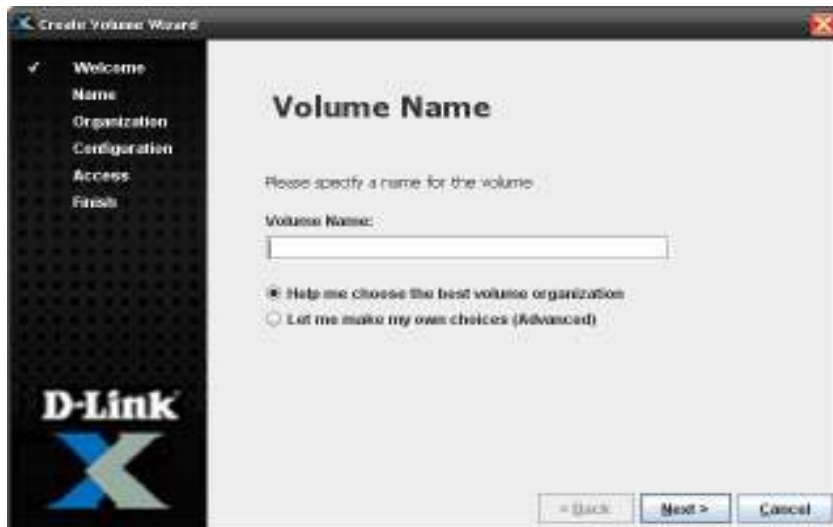 Create Volume Wizard
✓ Welcome
Name
Organization
Configuration
Access
Finish
Volume Name
Please specify a name for the volume
Volume Name:
Help me choose the best volume organization
Let me make my own choices (Advanced)
D-Link
< Back
Next >
Cancel